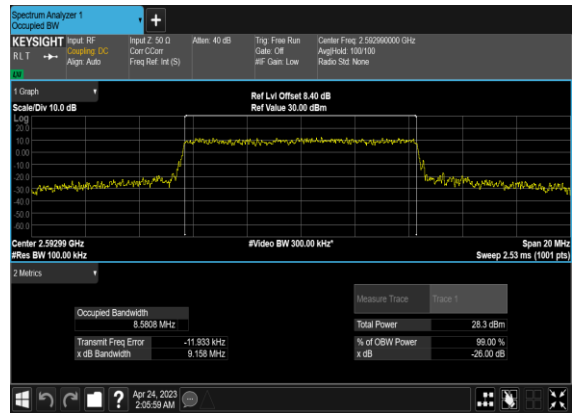 Spectrum Analyzer 1
Occupied BW
+
KEYSIGHT
RLT
Input: RF
Coupling: DC
Align: Auto
Input Z: 50 Ω
Corr CCorr
Freq Ref: Int (S)
Atten: 40 dB
Trig: Free Run
Gate: Off
#IF Gain: Low
Center Freq: 2.592990000 GHz
Avg|Hold: 100/100
Radio Std: None
1 Graph
Scale/Div 10.0 dB
Ref Lvl Offset 8.40 dB
Ref Value 30.00 dBm
Log
20.0
10.0
0.00
-10.0
-20.0
-30.0
-40.0
-50.0
-60.0
Center 2.59299 GHz
#Res BW 100.00 kHz
#Video BW 300.00 kHz*
Span 20 MHz
Sweep 2.53 ms (1001 pts)
2 Metrics
Measure Trace
Trace 1
Occupied Bandwidth
8.5808 MHz
Total Power 28.3 dBm
Transmit Freq Error -11.933 kHz
% of OBW Power 99.00 %
x dB Bandwidth 9.158 MHz
x dB -26.00 dB
?
Apr 24, 2023
2:05:59 AM